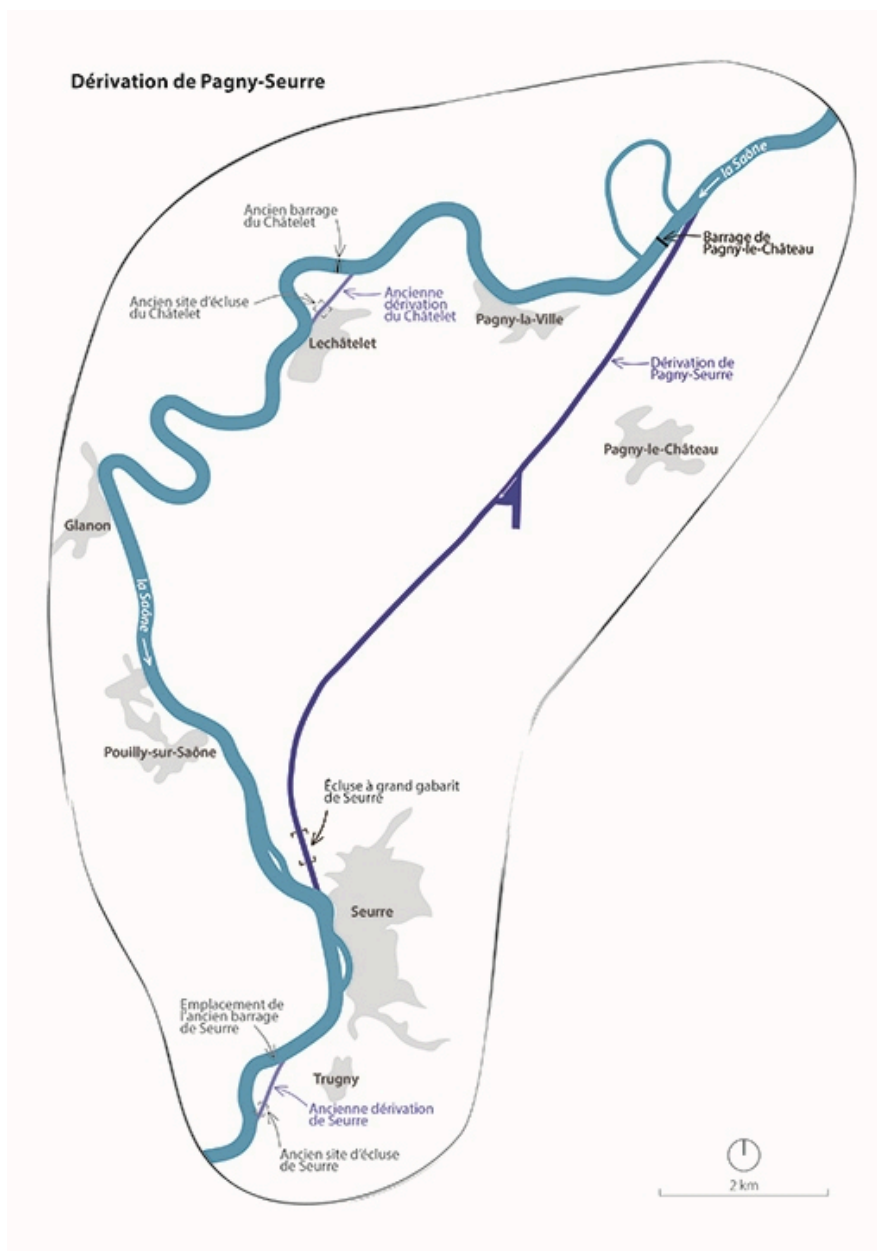 Dérivation de Pagny-Seurre
la Saône
Ancien barrage
du Châtelet
Barrage de
Pagny-le-Château
Ancien site d'écluse
du Châtelet
Ancienne
dérivation
du Châtelet
Pagny-la-Ville
Lechâtelet
Dérivation de
Pagny-Seurre
Pagny-le-Château
Glanon
la Saône
Pouilly-sur-Saône
Écluse à grand gabarit
de Seurre
Seurre
Emplacement de
l'ancien barrage
de Seurre
Trugny
Ancienne dérivation
de Seurre
Ancien site d'écluse
de Seurre
2 km